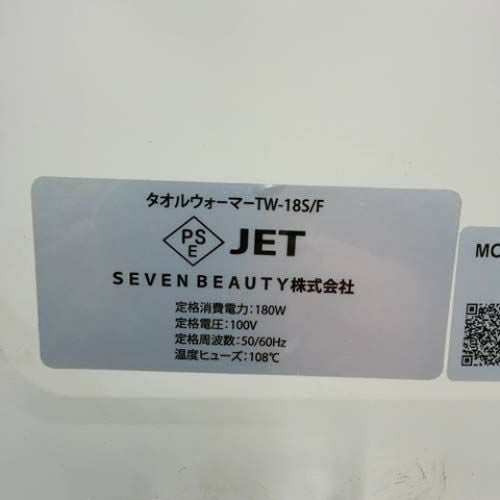 タオルウォーマーTW-18S/F
PS
E
JET
SEVEN BEAUTY株式会社
定格消費電力:180W
定格電圧:100V
定格周波数:50/60Hz
温度ヒューズ:108℃
MO